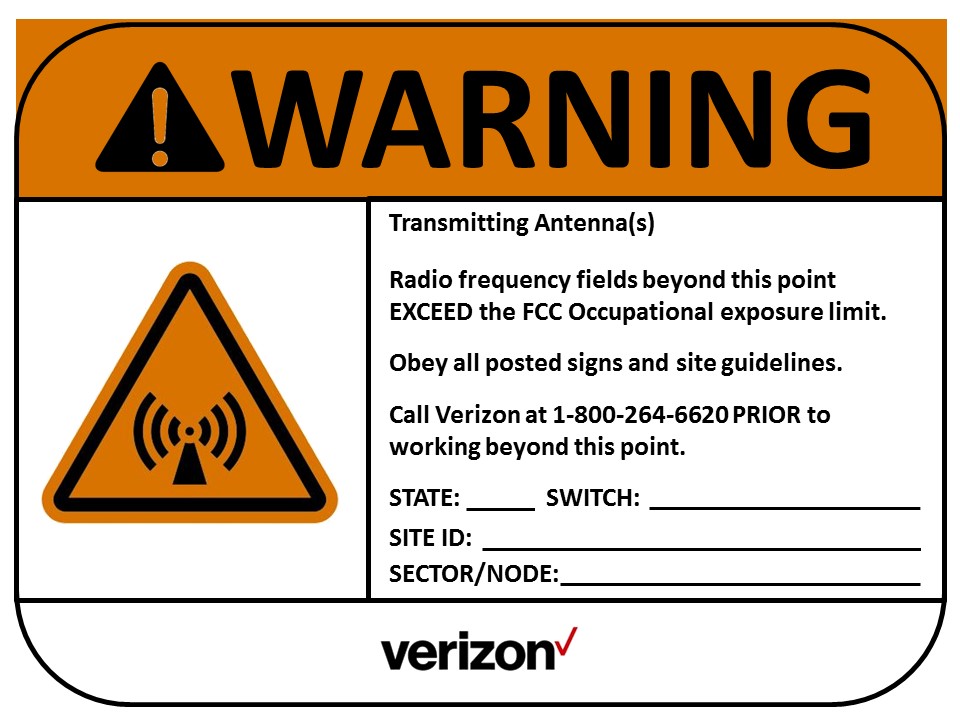 WARNING
Transmitting Antenna(s)
Radio frequency fields beyond this point
EXCEED the FCC Occupational exposure limit.
Obey all posted signs and site guidelines.
Call Verizon at 1-800-264-6620 PRIOR to
working beyond this point.
STATE: _____ SWITCH: ____________________
SITE ID: ________________________________
SECTOR/NODE:__________________________
verizon